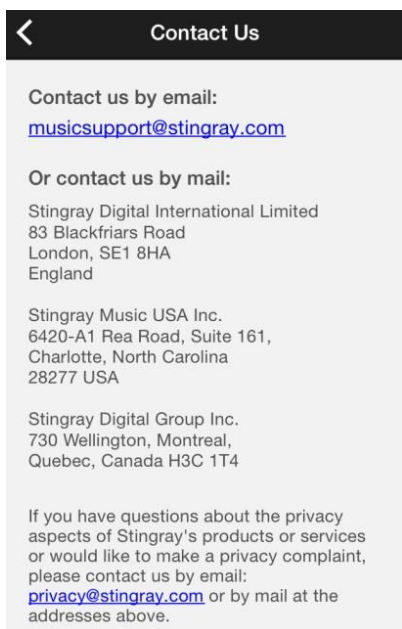 Contact Us
Contact us by email:
musicsupport@stingray.com
Or contact us by mail:
Stingray Digital International Limited
83 Blackfriars Road
London, SE1 8HA
England
Stingray Music USA Inc.
6420-A1 Rea Road, Suite 161,
Charlotte, North Carolina
28277 USA
Stingray Digital Group Inc.
730 Wellington, Montreal,
Quebec, Canada H3C 1T4
If you have questions about the privacy
aspects of Stingray's products or services
or would like to make a privacy complaint,
please contact us by email:
privacy@stingray.com or by mail at the
addresses above.